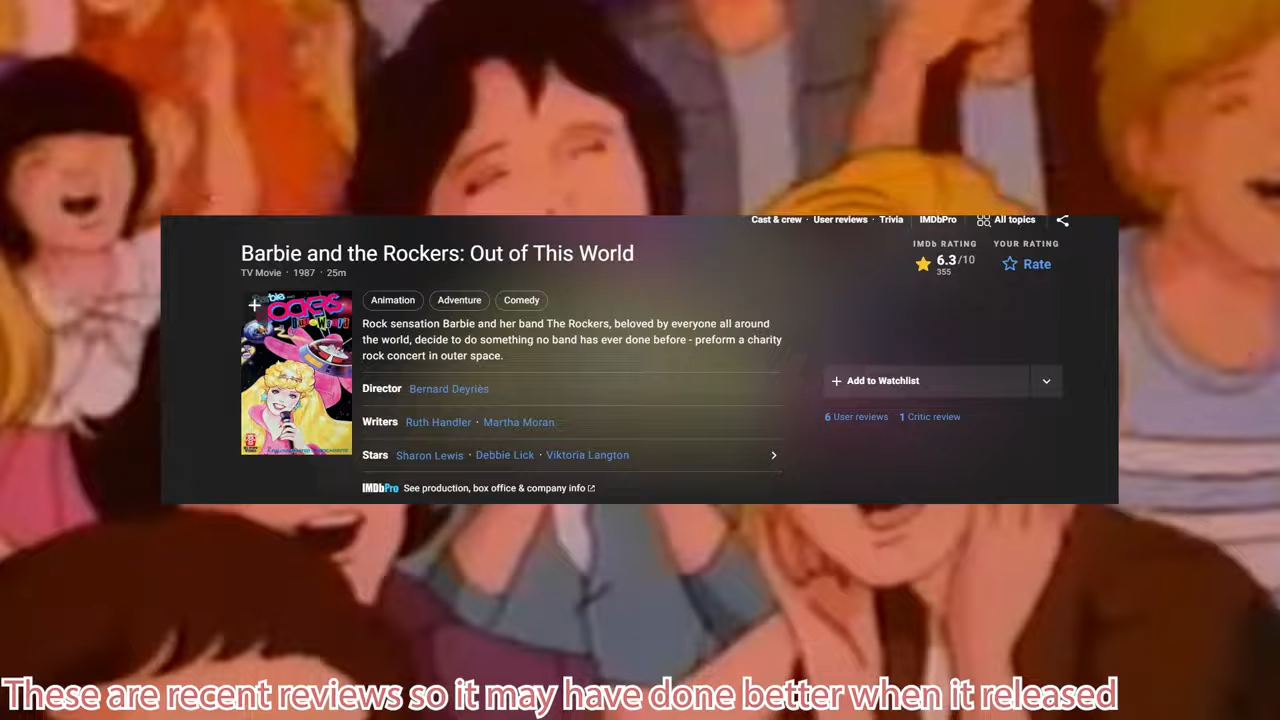 Cast & crew · User reviews · Trivia IMDbPro All topics
Barbie and the Rockers: Out of This World
TV Movie · 1987 · 25m
IMDb RATING YOUR RATING
6.3/10 Rate
355
Animation Adventure Comedy
Rock sensation Barbie and her band The Rockers, beloved by everyone all around
the world, decide to do something no band has ever done before - preform a charity
rock concert in outer space.
Director Bernard Deyriès
+ Add to Watchlist
6 User reviews 1 Critic review
Writers Ruth Handler · Martha Moran
Stars Sharon Lewis · Debbie Lick · Viktoria Langton
IMDbPro See production, box office & company info
These are recent reviews so it may have done better when it released